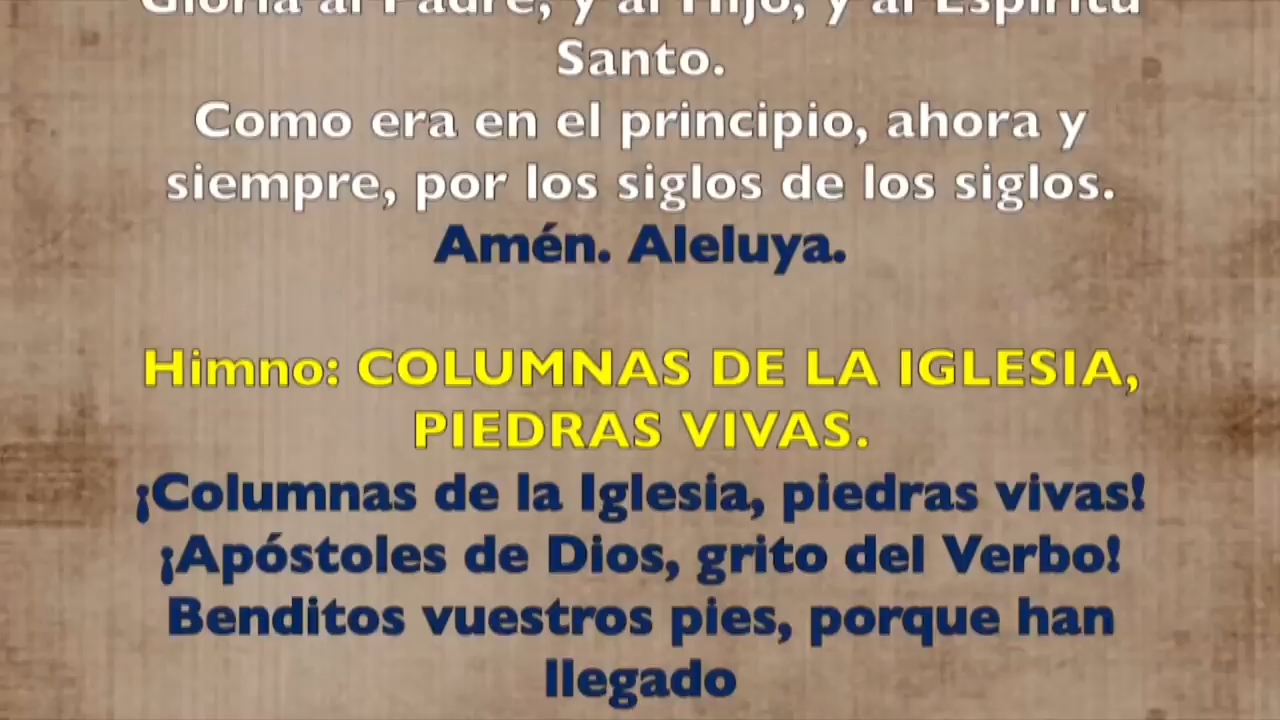 Gloria al Padre, y al Hijo, y al Espíritu
Santo.
Como era en el principio, ahora y
siempre, por los siglos de los siglos.
Amén. Aleluya.
Himno: COLUMNAS DE LA IGLESIA,
PIEDRAS VIVAS.
¡Columnas de la Iglesia, piedras vivas!
¡Apóstoles de Dios, grito del Verbo!
Benditos vuestros pies, porque han
llegado